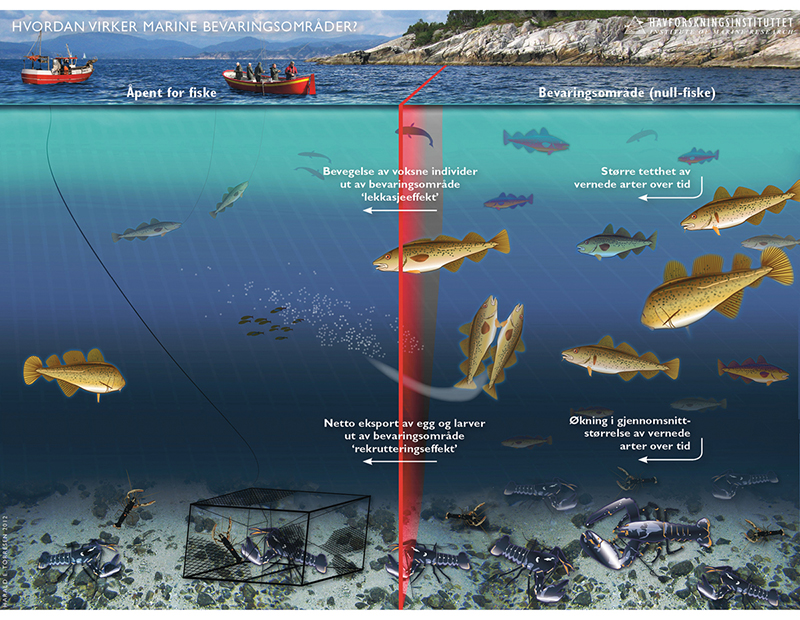 HVORDAN VIRKER MARINE BEVARINGSOMRÅDER?
HAVFORSKNINGSINSTITUTTET
INSTITUTE OF MARINE RESEARCH
Åpent for fiske
Bevaringsområde (null-fiske)
Bevegelse av voksne individer
ut av bevaringsområde
‘lekkasjeeffekt’
Større tetthet av
vernede arter over tid
Netto eksport av egg og larver
ut av bevaringsområde
‘rekrutteringseffekt’
Økning i gjennomsnitt-
størrelse av vernede
arter over tid